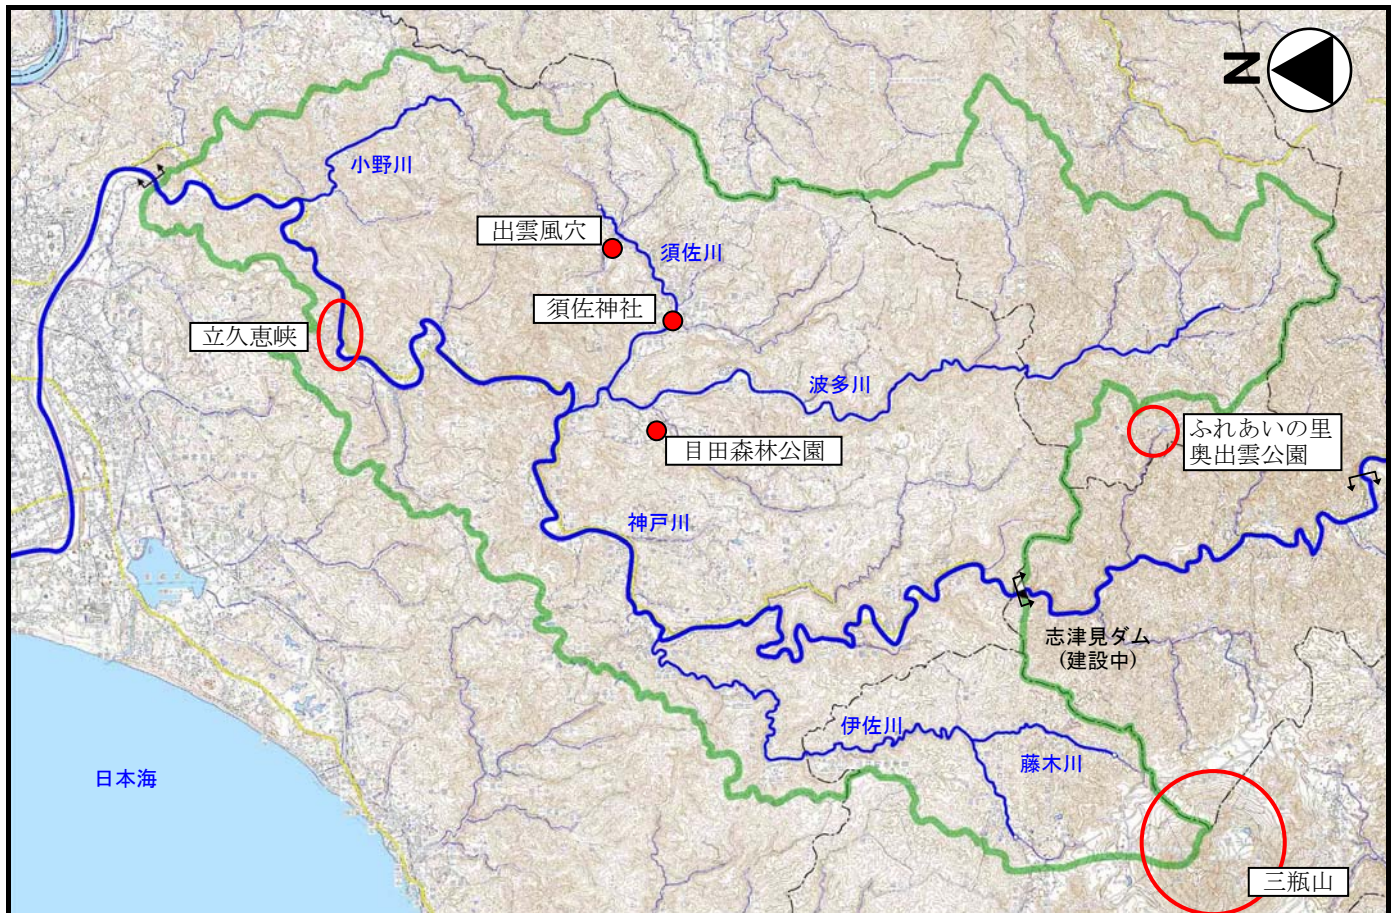 N
小野川
出雲風穴
須佐川
須佐神社
立久恵峡
波多川
目田森林公園
ふれあいの里
奥出雲公園
神戸川
志津見ダム
(建設中)
伊佐川
藤木川
日本海
三瓶山